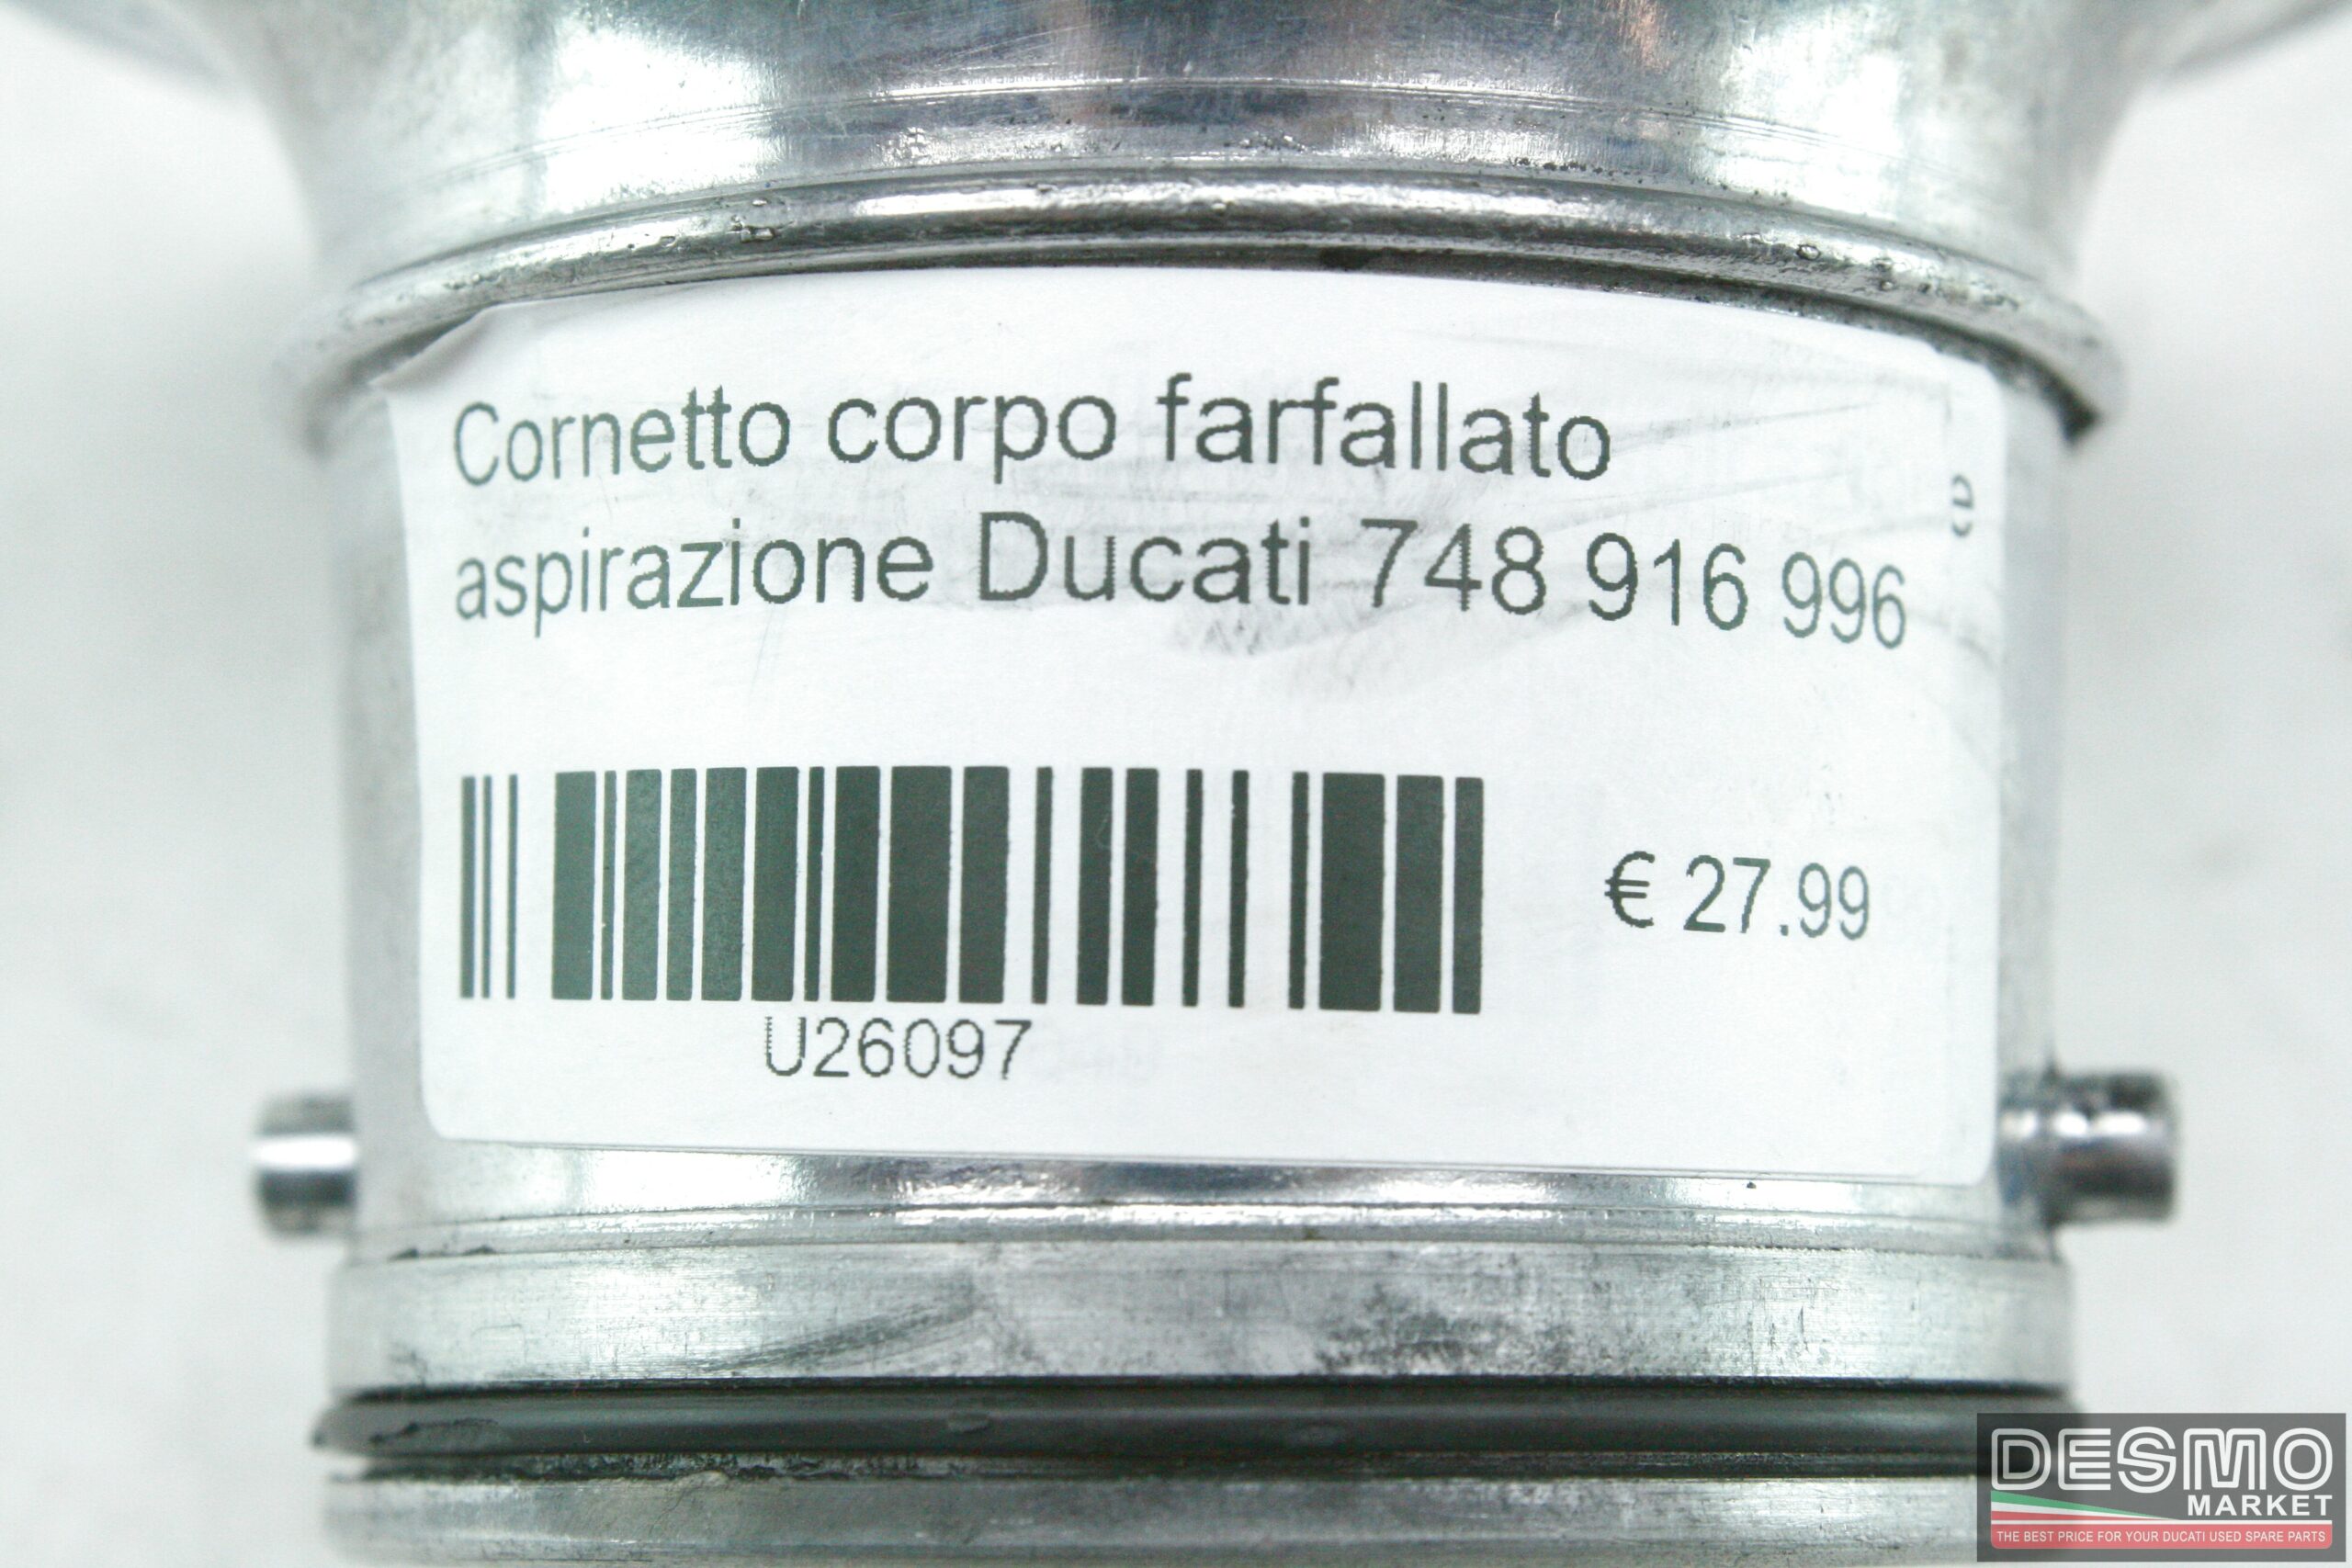 Cornetto corpo farfallato
aspirazione Ducati 748 916 996
€ 27.99
U26097
DESMO
MARKET
THE BEST PRICE FOR YOUR DUCATI USED SPARE PARTS